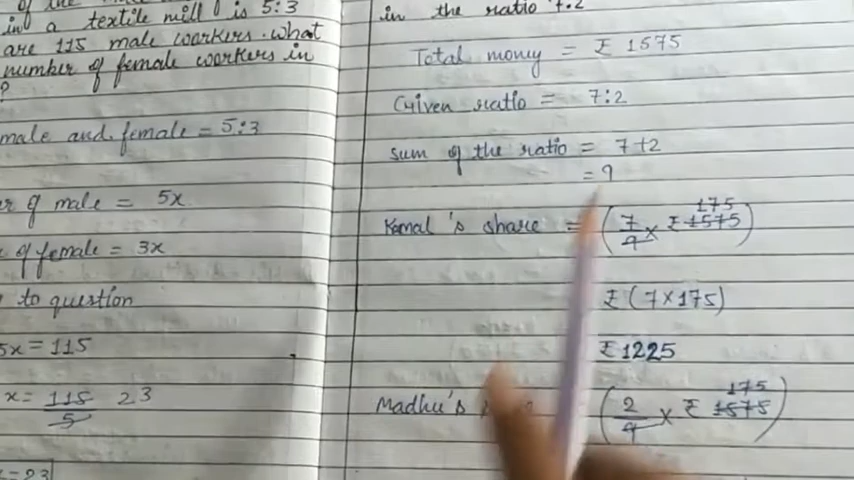 in a textile mill is 5:3
are 115 male workers. what
number of female workers in
?
male and female = 5:3
of male = 5x
of female = 3x
to question
5x = 115
x = 115 23
5
= 23
in the ratio 7:2
Total money = ₹ 1575
Given ratio = 7:2
Sum of the ratio = 7+2
= 9
Kamal's share = (7/9 × ₹ 1575) 175
₹ (7×175)
₹ 1225
Madhu's (2/9 × ₹ 1575) 175